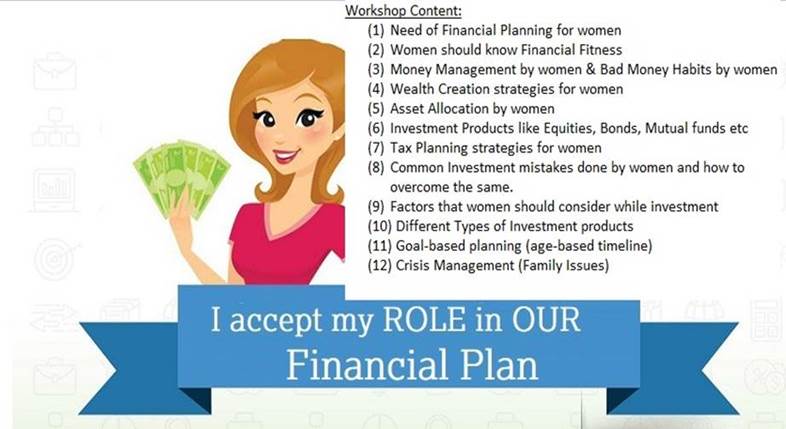 Workshop Content:
(1) Need of Financial Planning for women
(2) Women should know Financial Fitness
(3) Money Management by women & Bad Money Habits by women
(4) Wealth Creation strategies for women
(5) Asset Allocation by women
(6) Investment Products like Equities, Bonds, Mutual funds etc
(7) Tax Planning strategies for women
(8) Common Investment mistakes done by women and how to
overcome the same.
(9) Factors that women should consider while investment
(10) Different Types of Investment products
(11) Goal-based planning (age-based timeline)
(12) Crisis Management (Family Issues)
I accept my ROLE in OUR
Financial Plan